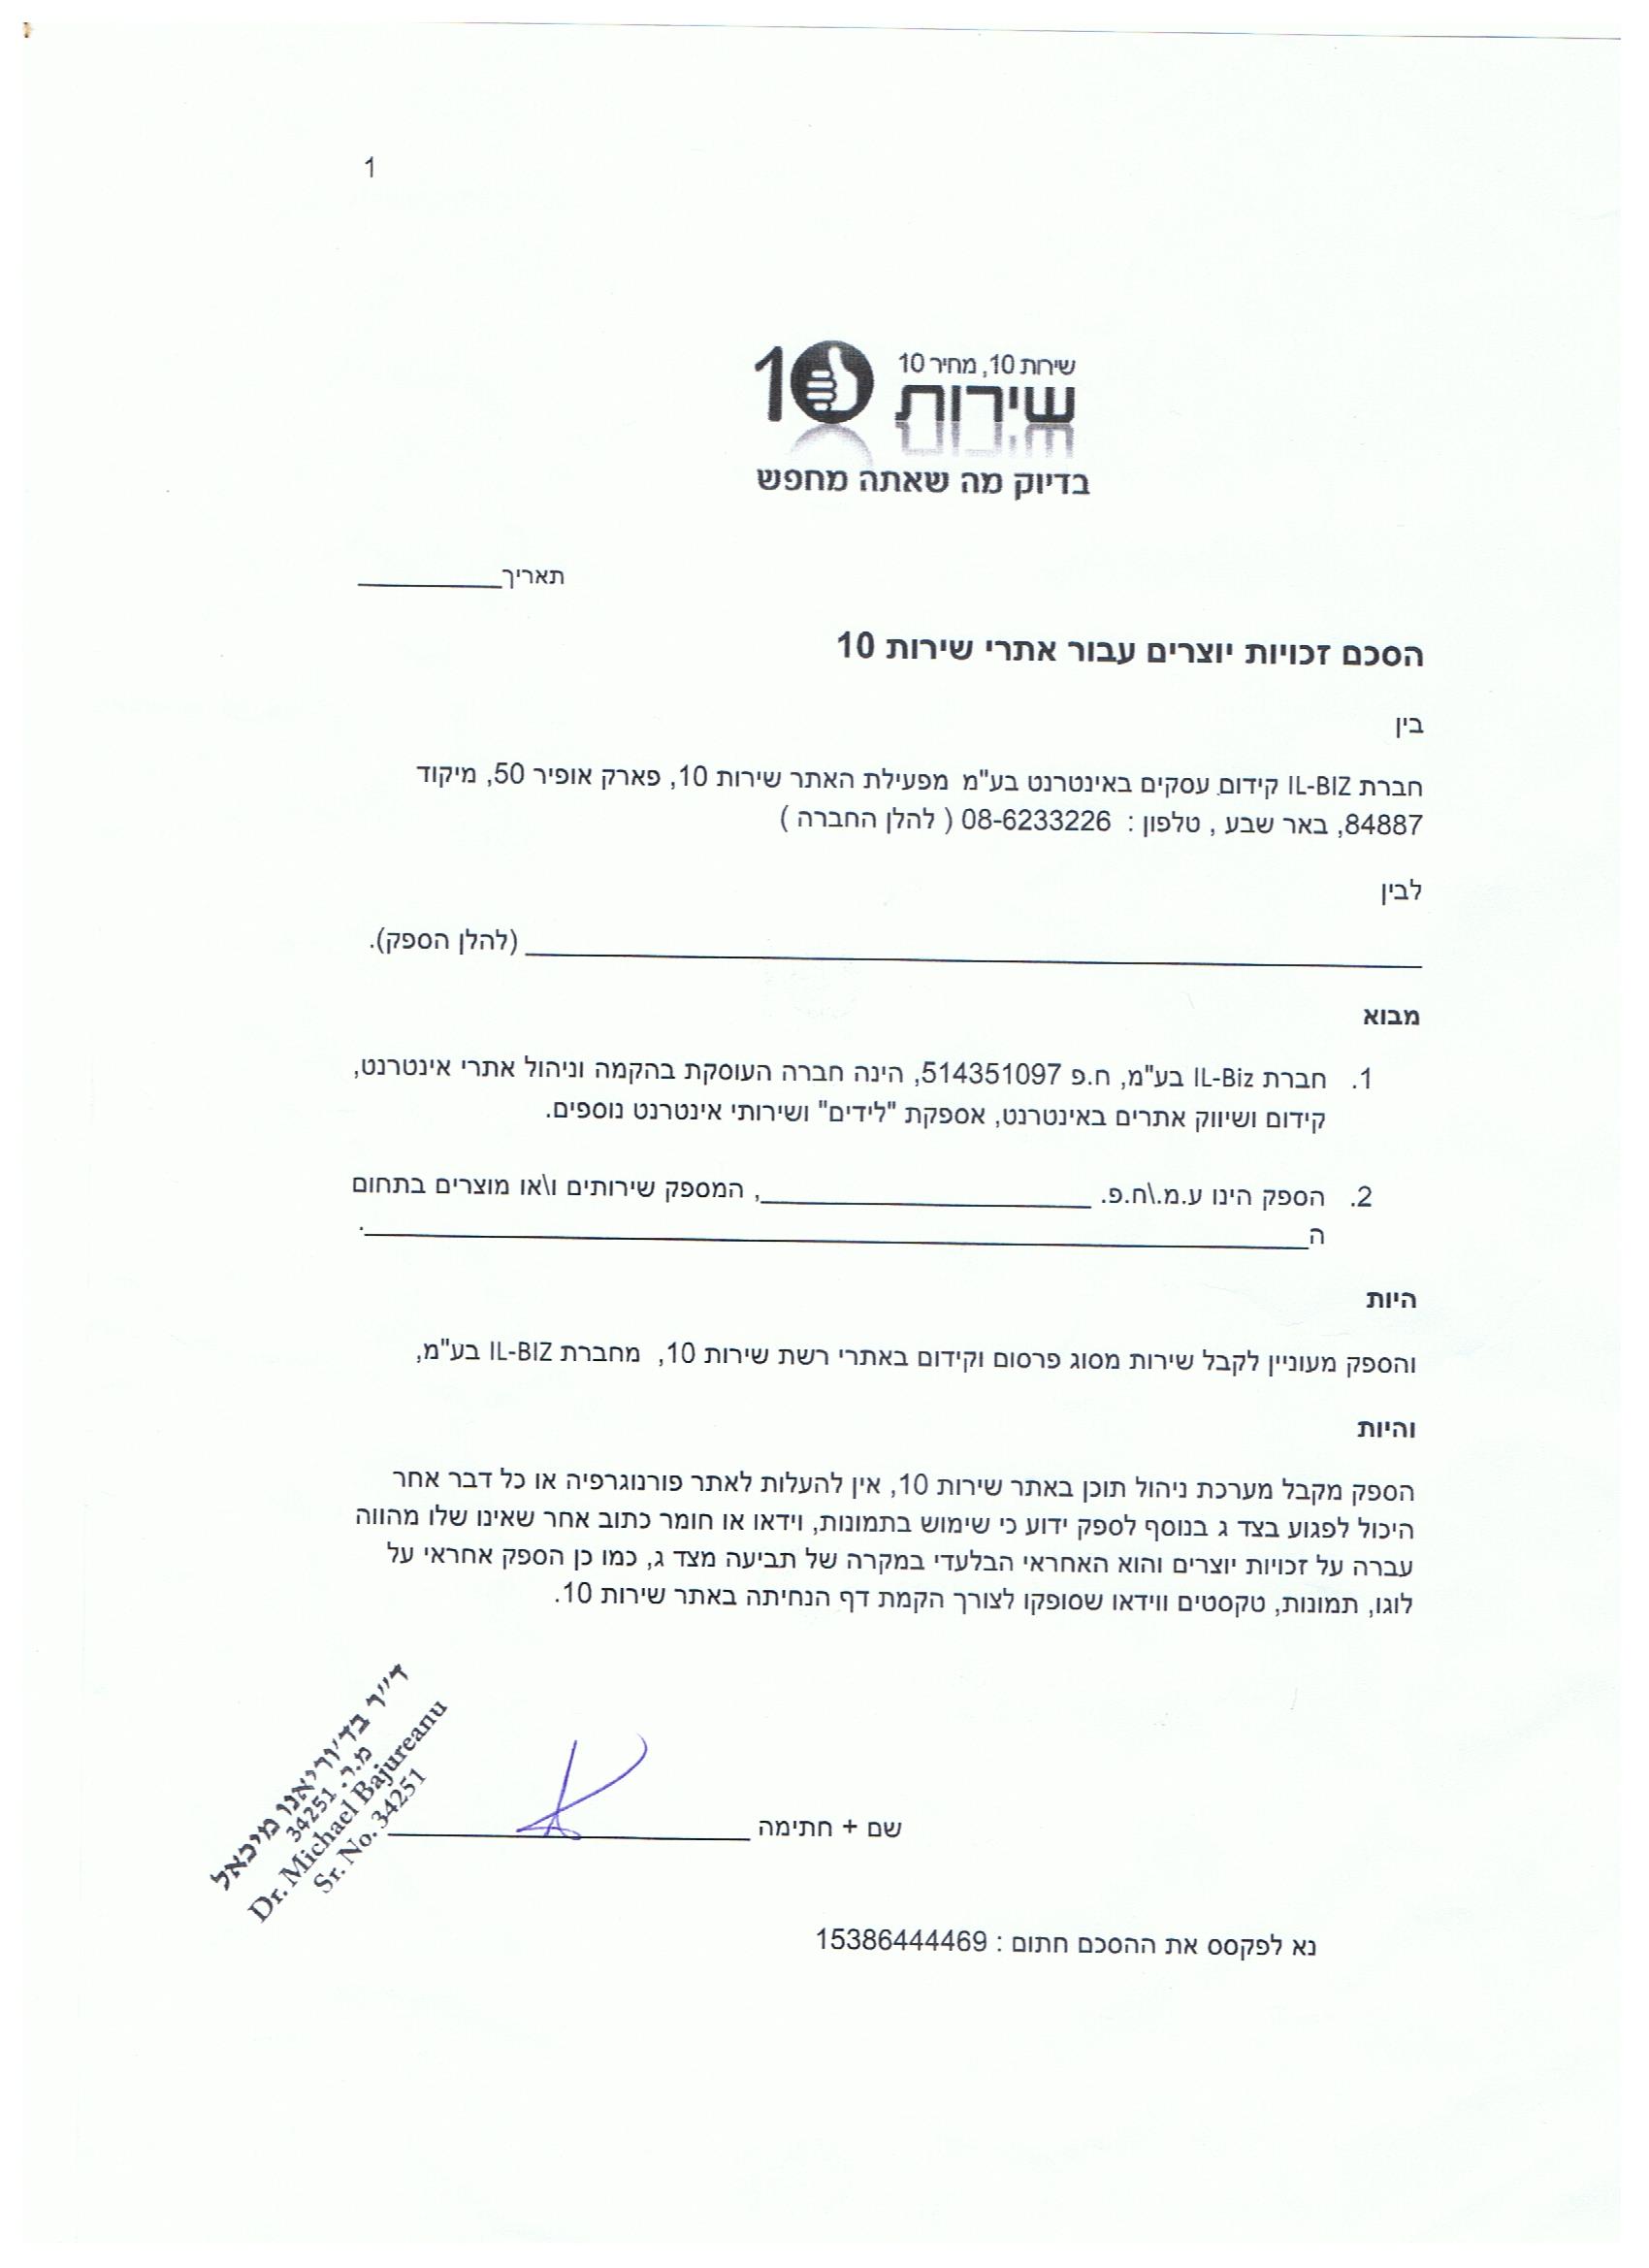 1
שירות 10, מחיר 10
שירות 10
בדיוק מה שאתה מחפש
תאריך__________
הסכם זכויות יוצרים עבור אתרי שירות 10
בין
חברת IL-BIZ קידום עסקים באינטרנט בע"מ מפעילת האתר שירות 10, פארק אופיר 50, מיקוד
84887, באר שבע , טלפון : 08-6233226 ( להלן החברה )
לבין
______________________________ (להלן הספק).
מבוא
1. חברת IL-Biz בע"מ, ח.פ 514351097, הינה חברה העוסקת בהקמה וניהול אתרי אינטרנט,
קידום ושיווק אתרים באינטרנט, אספקת "לידים" ושירותי אינטרנט נוספים.
2. הספק הינו ע.מ.\ח.פ. ______________________, המספק שירותים ו\או מוצרים בתחום
ה______________________________.
היות
והספק מעוניין לקבל שירות מסוג פרסום וקידום באתרי רשת שירות 10, מחברת IL-BIZ בע"מ,
והיות
הספק מקבל מערכת ניהול תוכן באתר שירות 10, אין להעלות לאתר פורנוגרפיה או כל דבר אחר
היכול לפגוע בצד ג בנוסף לספק ידוע כי שימוש בתמונות, וידאו או חומר כתוב אחר שאינו שלו מהווה
עברה על זכויות יוצרים והוא האחראי הבלעדי במקרה של תביעה מצד ג, כמו כן הספק אחראי על
לוגו, תמונות, טקסטים ווידאו שסופקו לצורך הקמת דף הנחיתה באתר שירות 10.
שם + חתימה ________________________
ד"ר בז'וריאנו מיכאל
מ.ר. 34251
Dr. Michael Bajureanu
Sr. No. 34251
נא לפקסס את ההסכם חתום : 15386444469